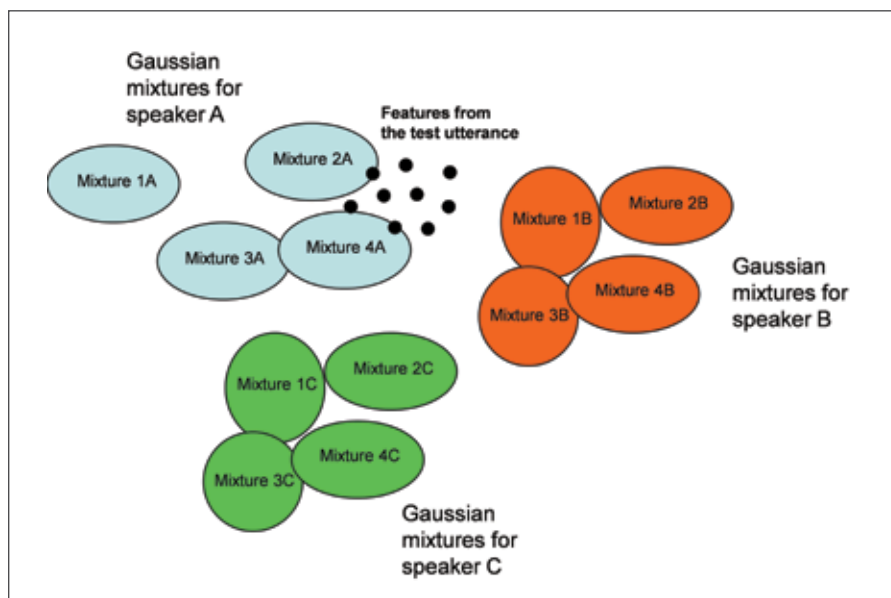 Gaussian
mixtures for
speaker A
Features from
the test utterance
Mixture 1A
Mixture 2A
Mixture 3A
Mixture 4A
Mixture 1B
Mixture 2B
Mixture 3B
Mixture 4B
Gaussian
mixtures for
speaker B
Mixture 1C
Mixture 2C
Mixture 3C
Mixture 4C
Gaussian
mixtures for
speaker C